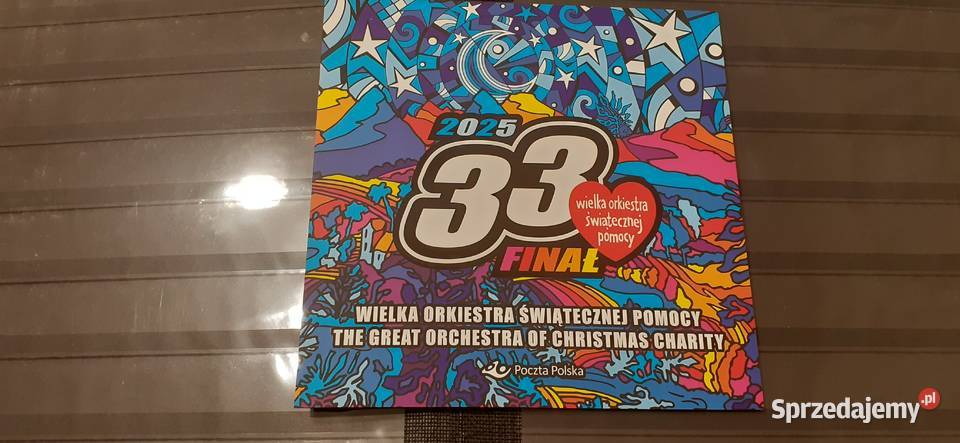 2025
33
wielka orkiestra
świątecznej
pomocy
FINAŁ
WIELKA ORKIESTRA ŚWIĄTECZNEJ POMOCY
THE GREAT ORCHESTRA OF CHRISTMAS CHARITY
Poczta Polska
Sprzedajemy.pl